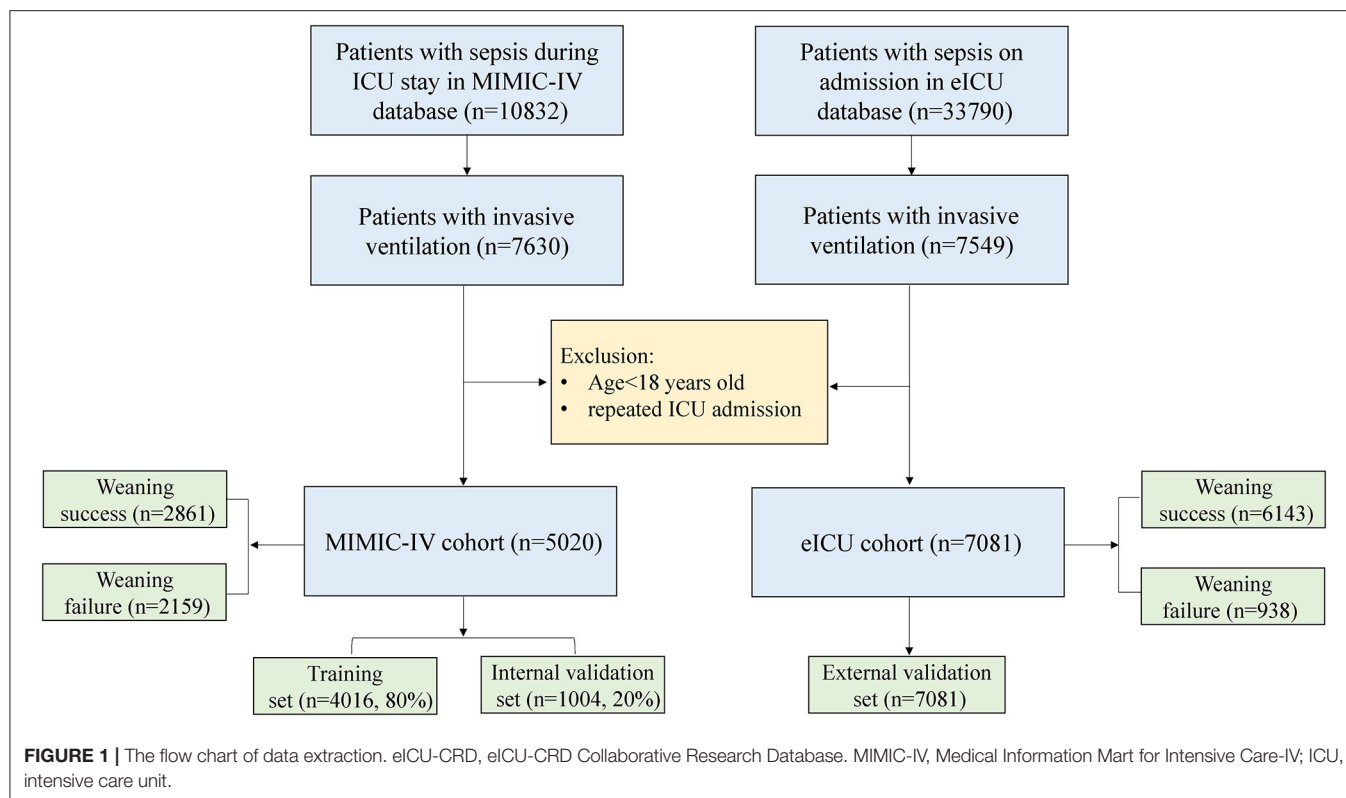 Patients with sepsis during
ICU stay in MIMIC-IV
database (n=10832)
Patients with sepsis on
admission in eICU
database (n=33790)
Patients with invasive
ventilation (n=7630)
Patients with invasive
ventilation (n=7549)
Exclusion:
• Age<18 years old
• repeated ICU admission
Weaning
success (n=2861)
Weaning
failure (n=2159)
MIMIC-IV cohort (n=5020)
eICU cohort (n=7081)
Weaning
success (n=6143)
Weaning
failure (n=938)
Training
set (n=4016, 80%)
Internal validation
set (n=1004, 20%)
External validation
set (n=7081)
FIGURE 1 | The flow chart of data extraction. eICU-CRD, eICU-CRD Collaborative Research Database. MIMIC-IV, Medical Information Mart for Intensive Care-IV; ICU,
intensive care unit.